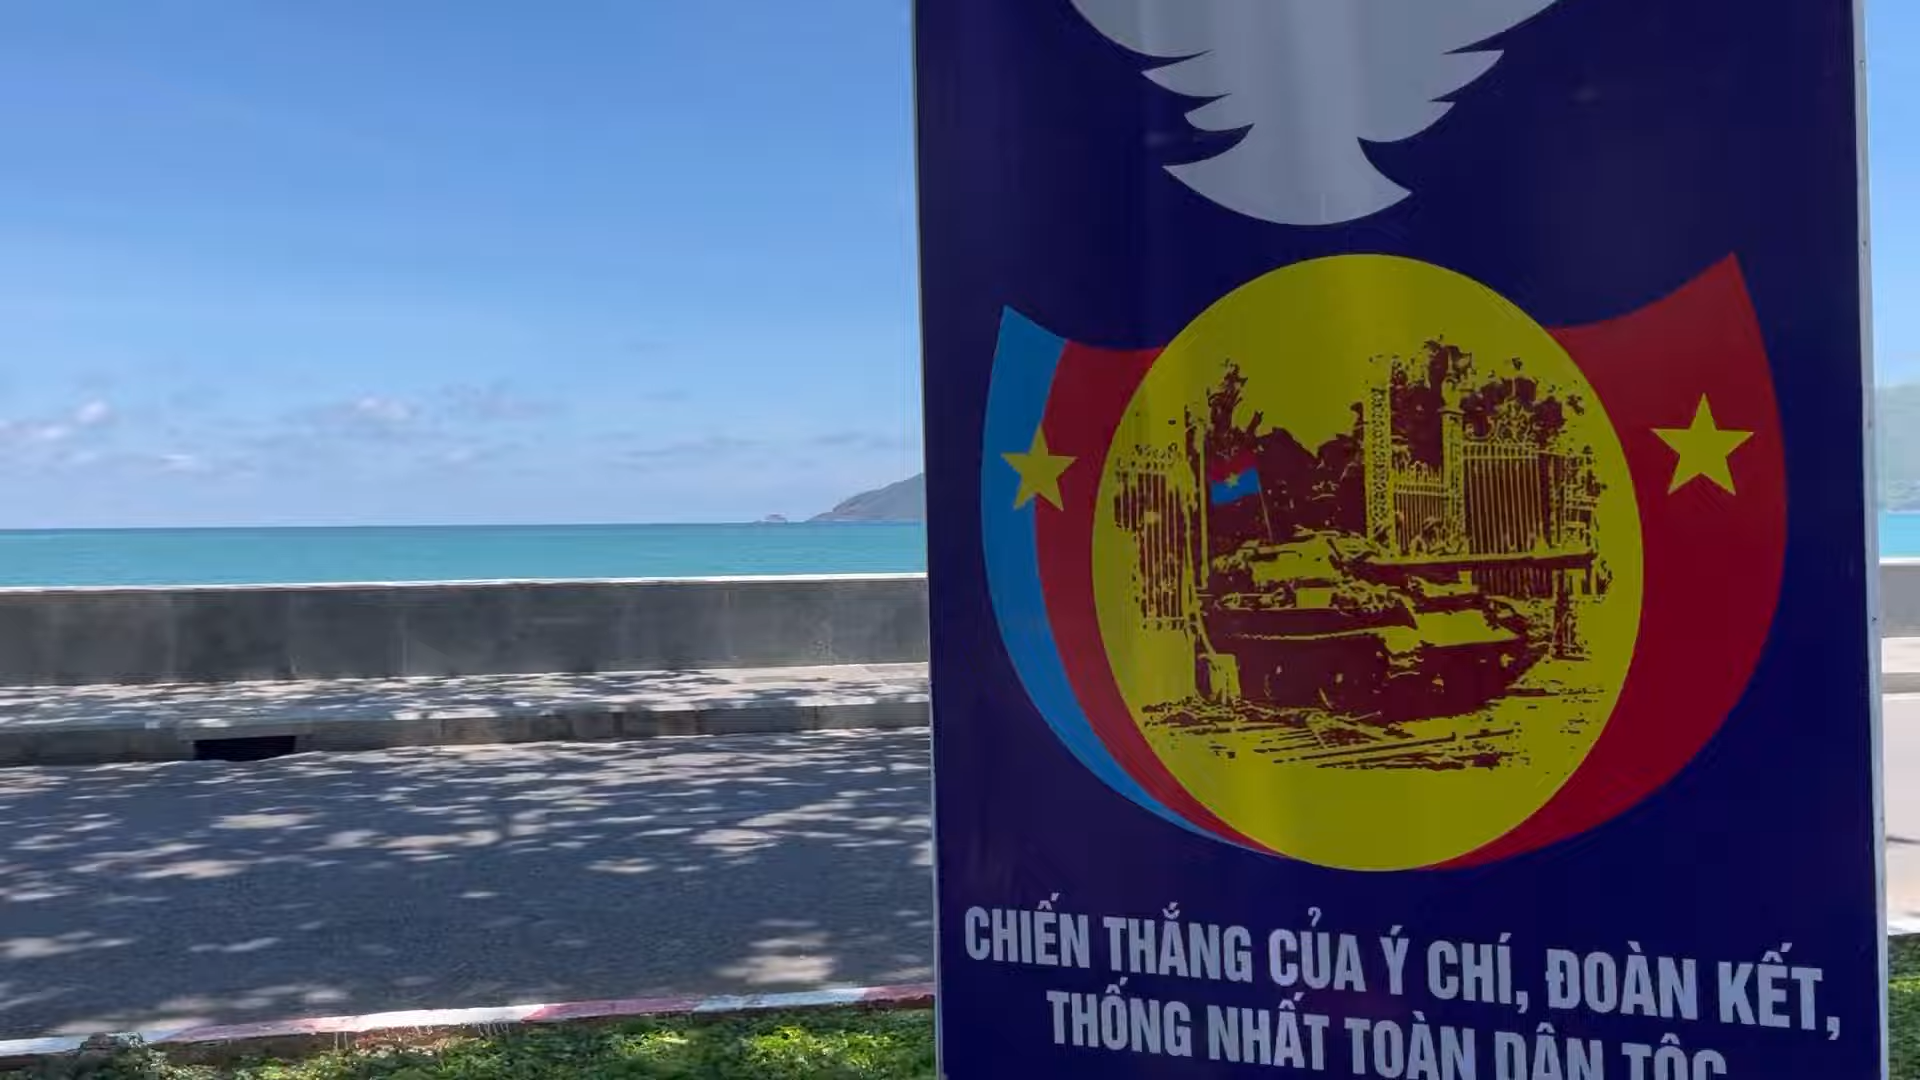 CHIẾN THẮNG CỦA Ý CHÍ, ĐOÀN KẾT,
THỐNG NHẤT TOÀN DÂN TỘC